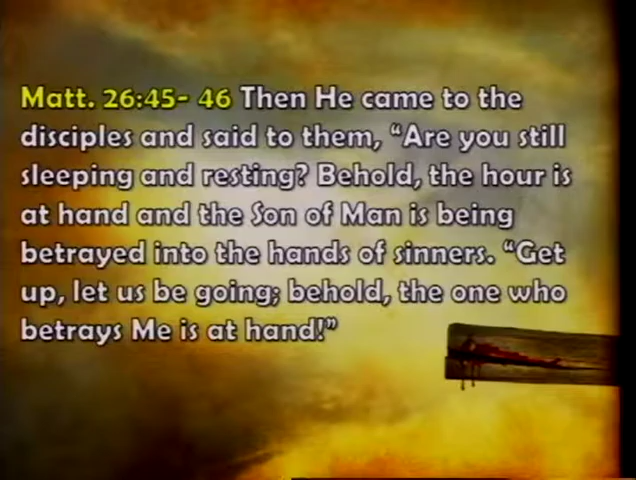 Matt. 26:45- 46 Then He came to the
disciples and said to them, “Are you still
sleeping and resting? Behold, the hour is
at hand and the Son of Man is being
betrayed into the hands of sinners. “Get
up, let us be going; behold, the one who
betrays Me is at hand!”